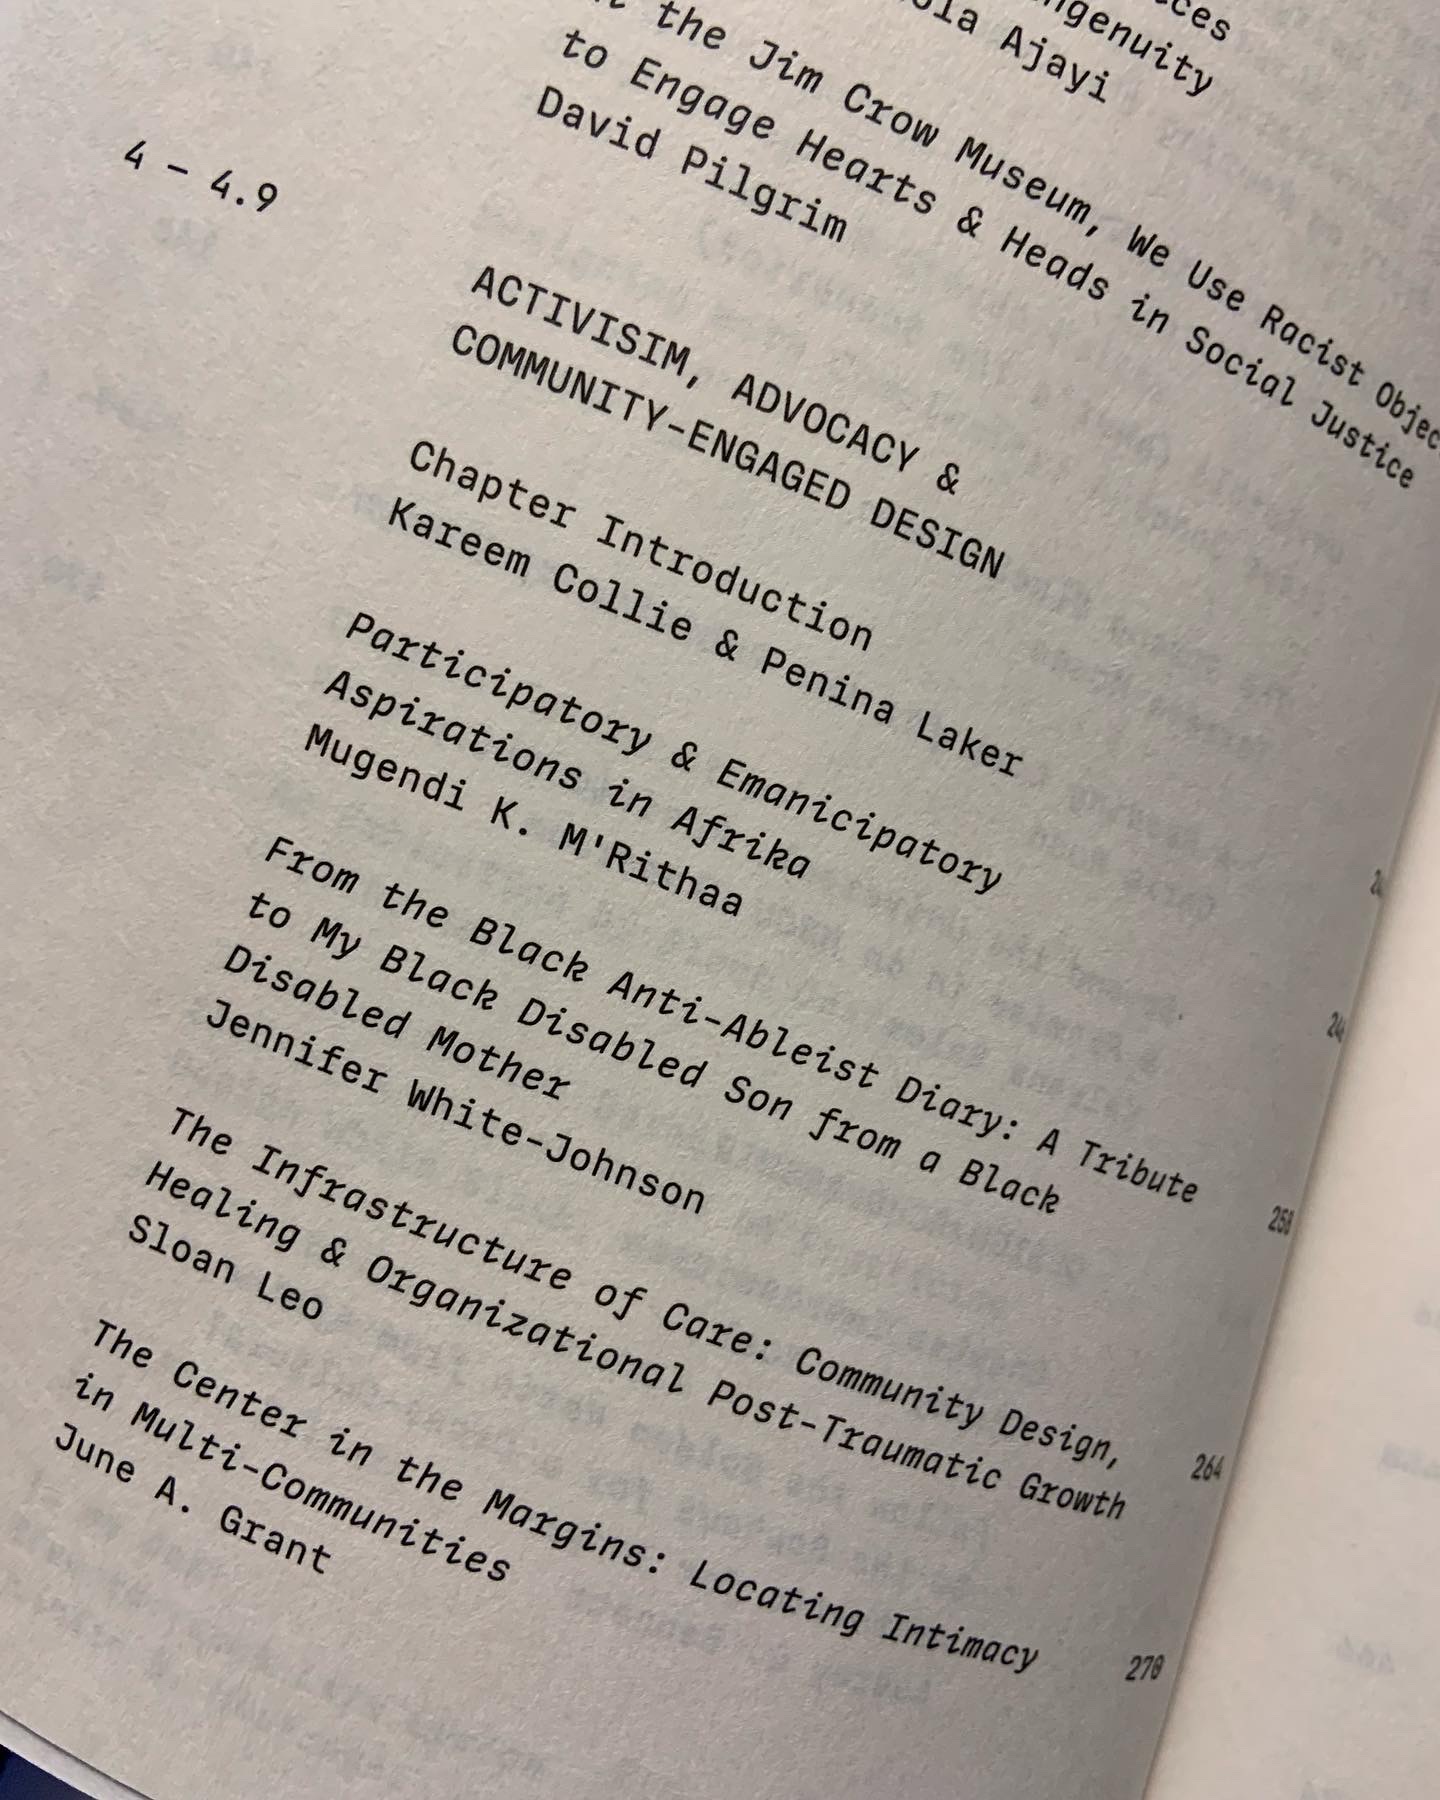 ngenuity
Ajayi
the Jim Crow Museum, We Use Racist
to Engage Hearts & Heads in Social Justice
David Pilgrim
4 – 4.9
ACTIVISIM, ADVOCACY &
COMMUNITY-ENGAGED DESIGN
Chapter Introduction
Kareem Collie & Penina Laker
Participatory & Emanicipatory
Aspirations in Afrika
Mugendi K. M'Rithaa
From the Black Anti-Ableist Diary: A Tribute
to My Black Disabled Son from a Black
Disabled Mother
Jennifer White-Johnson
258
The Infrastructure of Care: Community Design,
Healing & Organizational Post-Traumatic Growth
Sloan Leo
264
The Center in the Margins: Locating Intimacy
in Multi-Communities
June A. Grant
270